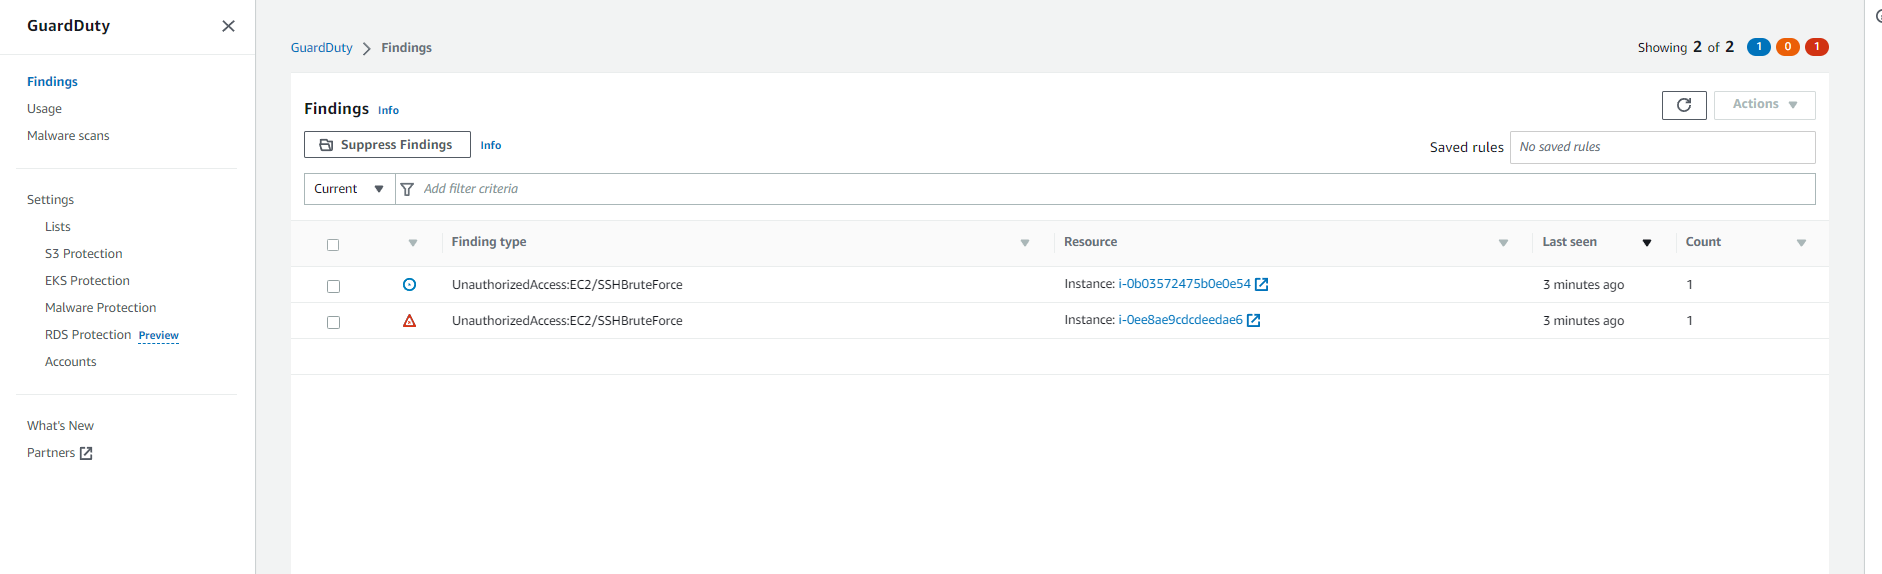 GuardDuty
Findings
Usage
Malware scans
Settings
Lists
S3 Protection
EKS Protection
Malware Protection
RDS Protection Preview
Accounts
What's New
Partners
GuardDuty > Findings
Showing 2 of 2 1 0 1
Findings Info
Actions
Suppress Findings Info
Saved rules No saved rules
Current Add filter criteria
Finding type Resource Last seen Count
UnauthorizedAccess:EC2/SSHBruteForce Instance: i-0b03572475b0e0e54 3 minutes ago 1
UnauthorizedAccess:EC2/SSHBruteForce Instance: i-0ee8ae9cdcdeedae6 3 minutes ago 1